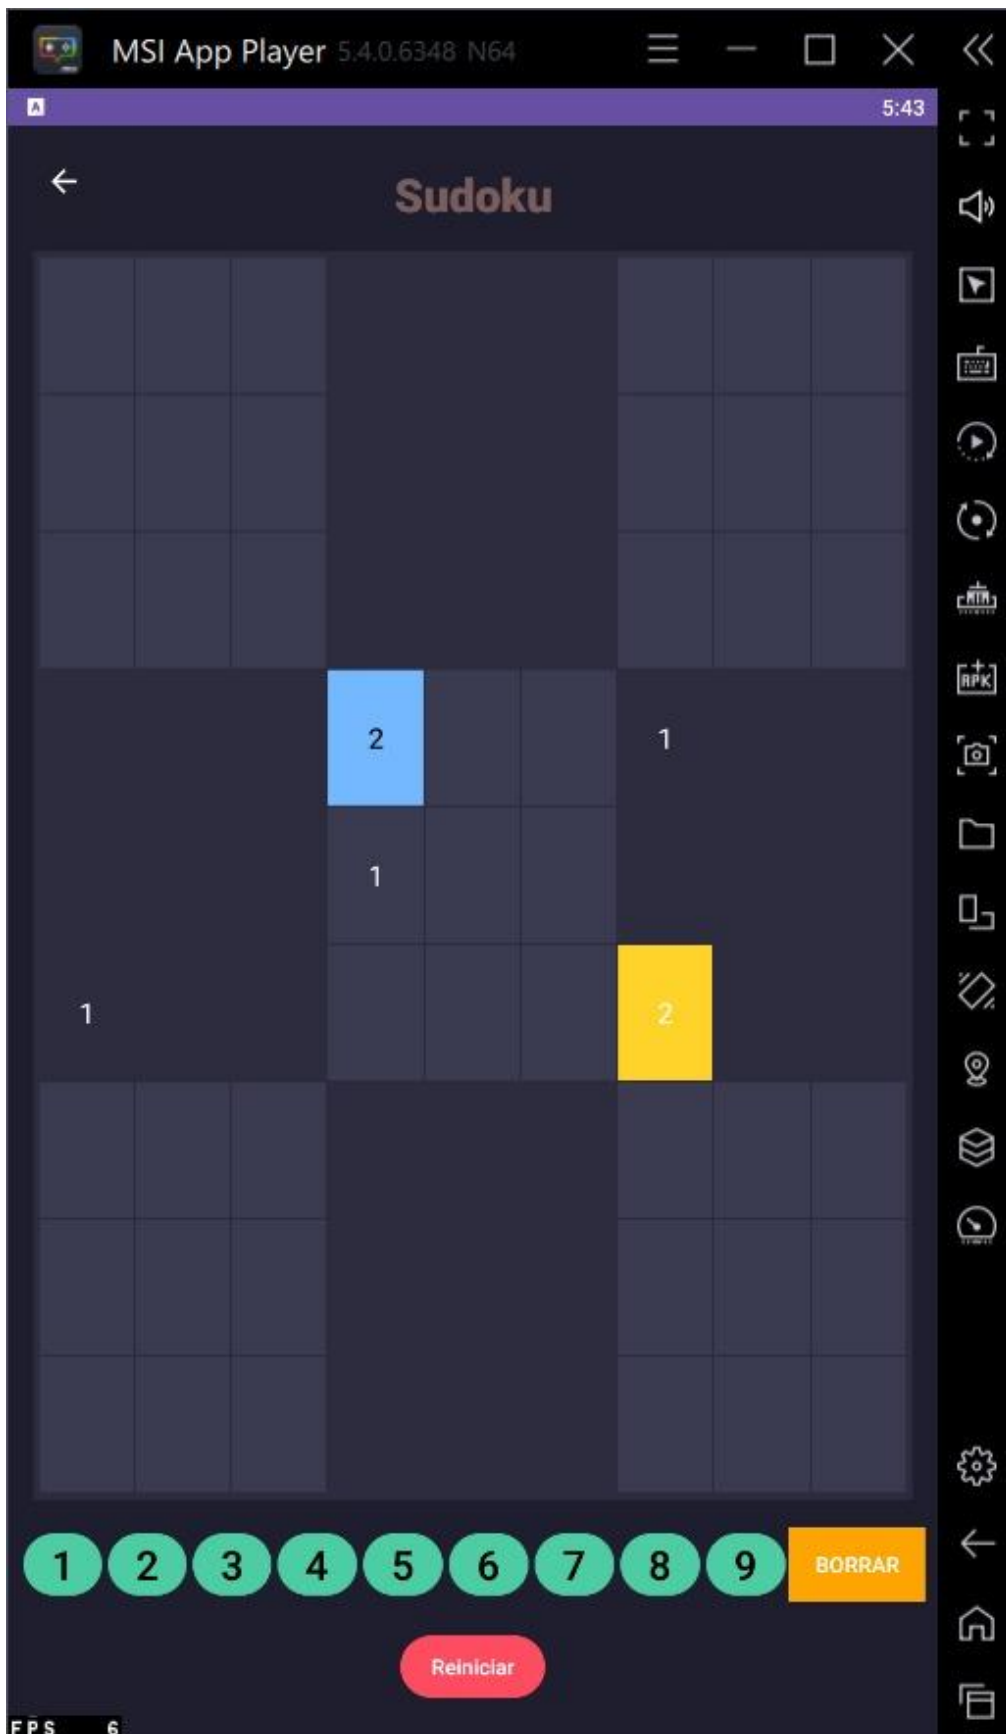 MSI App Player 5.4.0.6348 N64
A 5:43
Sudoku
2 1
1
1 2
1 2 3 4 5 6 7 8 9 BORRAR
Reiniciar
FPS 6
RPK